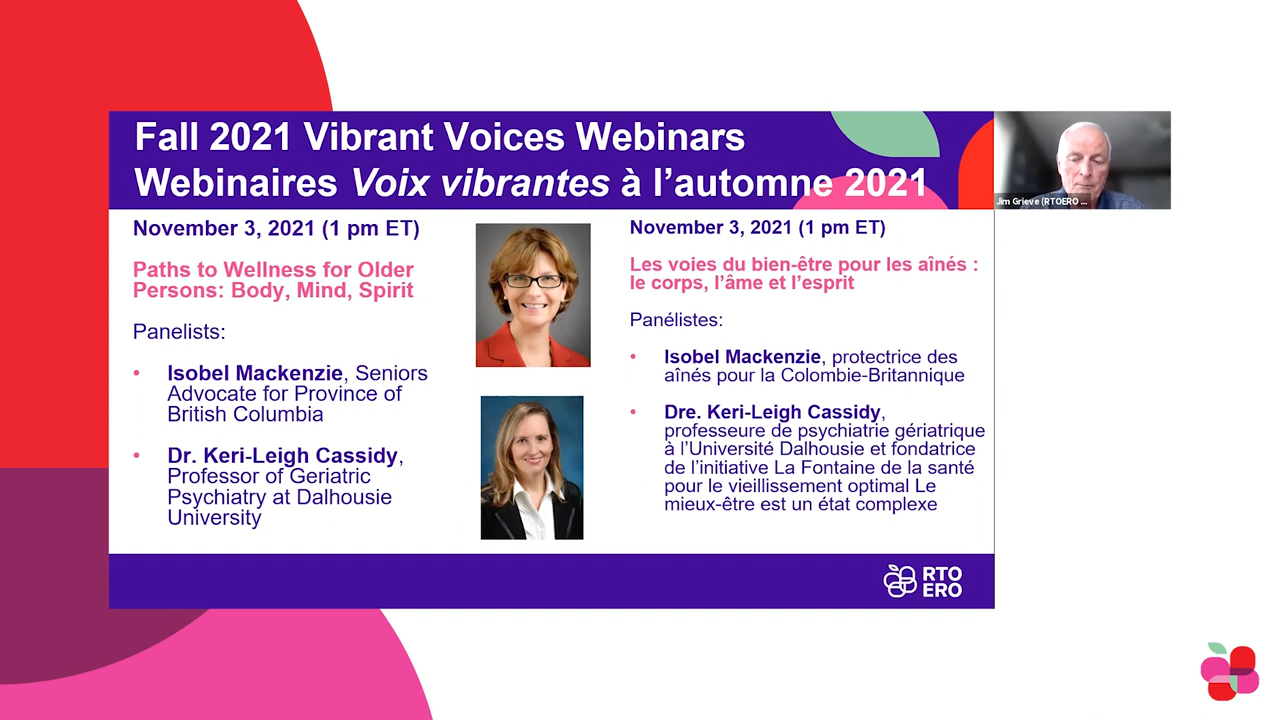 Fall 2021 Vibrant Voices Webinars
Webinaires Voix vibrantes à l’automne 2021
Jim Grieve (RTOERO ...
November 3, 2021 (1 pm ET)
Paths to Wellness for Older
Persons: Body, Mind, Spirit
Panelists:
• Isobel Mackenzie, Seniors
Advocate for Province of
British Columbia
• Dr. Keri-Leigh Cassidy,
Professor of Geriatric
Psychiatry at Dalhousie
University
November 3, 2021 (1 pm ET)
Les voies du bien-être pour les aînés :
le corps, l’âme et l’esprit
Panélistes:
• Isobel Mackenzie, protectrice des
aînés pour la Colombie-Britannique
• Dre. Keri-Leigh Cassidy,
professeure de psychiatrie gériatrique
à l’Université Dalhousie et fondatrice
de l’initiative La Fontaine de la santé
pour le vieillissement optimal Le
mieux-être est un état complexe
RTO
ERO